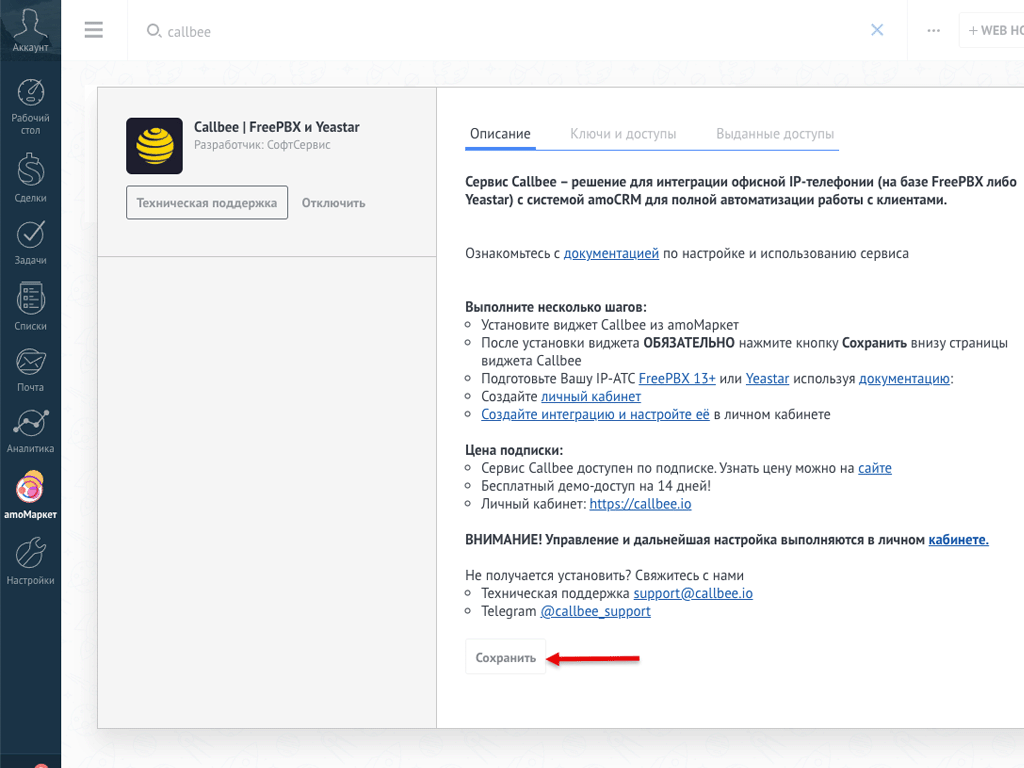 Аккаунт
callbee
+ WEB HO
Рабочий
стол
Сделки
Задачи
Списки
Почта
Аналитика
amoМаркет
Настройки
Callbee | FreePBX и Yeastar
Разработчик: СофтСервис
Техническая поддержка
Отключить
Описание
Ключи и доступы
Выданные доступы
Сервис Callbee – решение для интеграции офисной IP-телефонии (на базе FreePBX либо
Yeastar) с системой amoCRM для полной автоматизации работы с клиентами.
Ознакомьтесь с документацией по настройке и использованию сервиса
Выполните несколько шагов:
Установите виджет Callbee из amoМаркет
После установки виджета ОБЯЗАТЕЛЬНО нажмите кнопку Сохранить внизу страницы
виджета Callbee
Подготовьте Вашу IP-АТС FreePBX 13+ или Yeastar используя документацию:
Создайте личный кабинет
Создайте интеграцию и настройте её в личном кабинете
Цена подписки:
Сервис Callbee доступен по подписке. Узнать цену можно на сайте
Бесплатный демо-доступ на 14 дней!
Личный кабинет: https://callbee.io
ВНИМАНИЕ! Управление и дальнейшая настройка выполняются в личном кабинете.
Не получается установить? Свяжитесь с нами
Техническая поддержка support@callbee.io
Telegram @callbee_support
Сохранить